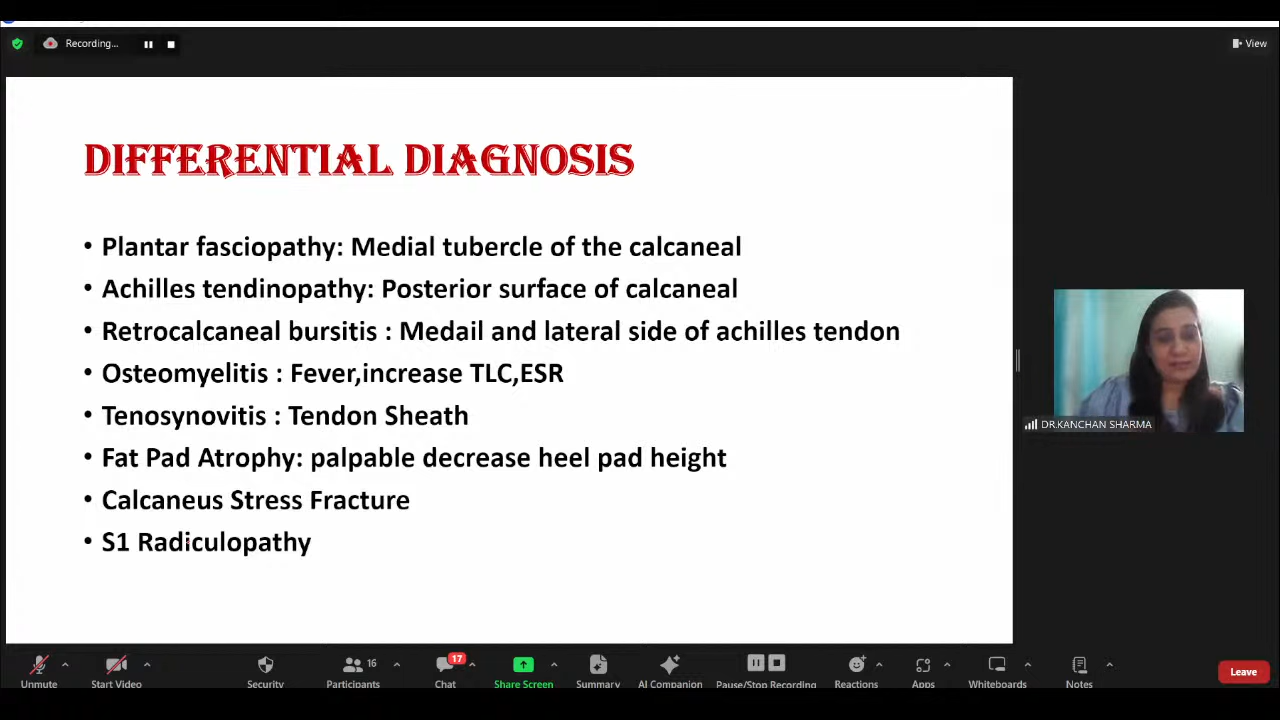 Recording...
View
DIFFERENTIAL DIAGNOSIS
• Plantar fasciopathy: Medial tubercle of the calcaneal
• Achilles tendinopathy: Posterior surface of calcaneal
• Retrocalcaneal bursitis : Medail and lateral side of achilles tendon
• Osteomyelitis : Fever,increase TLC,ESR
• Tenosynovitis : Tendon Sheath
• Fat Pad Atrophy: palpable decrease heel pad height
• Calcaneus Stress Fracture
• S1 Radiculopathy
DR.KANCHAN SHARMA
16
17
Unmute Start Video Security Participants Chat Share Screen Summary AI Companion Pause/Stop Recording Reactions Apps Whiteboards Notes Leave